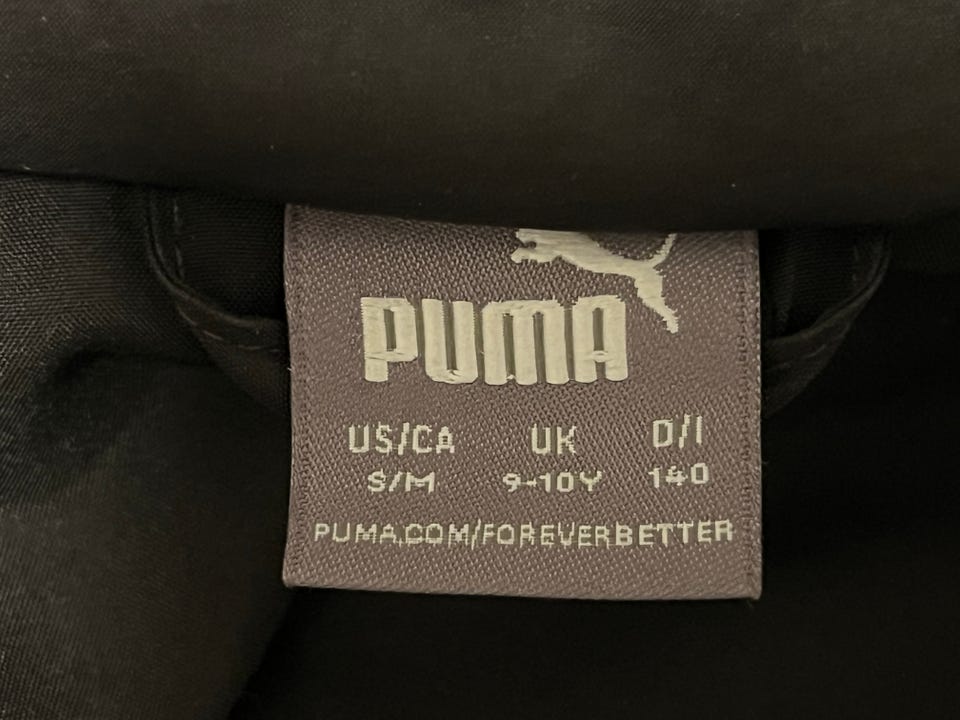 PUMA
US/CA UK D/I
S/M 9-10Y 140
PUMA.COM/FOREVERBETTER